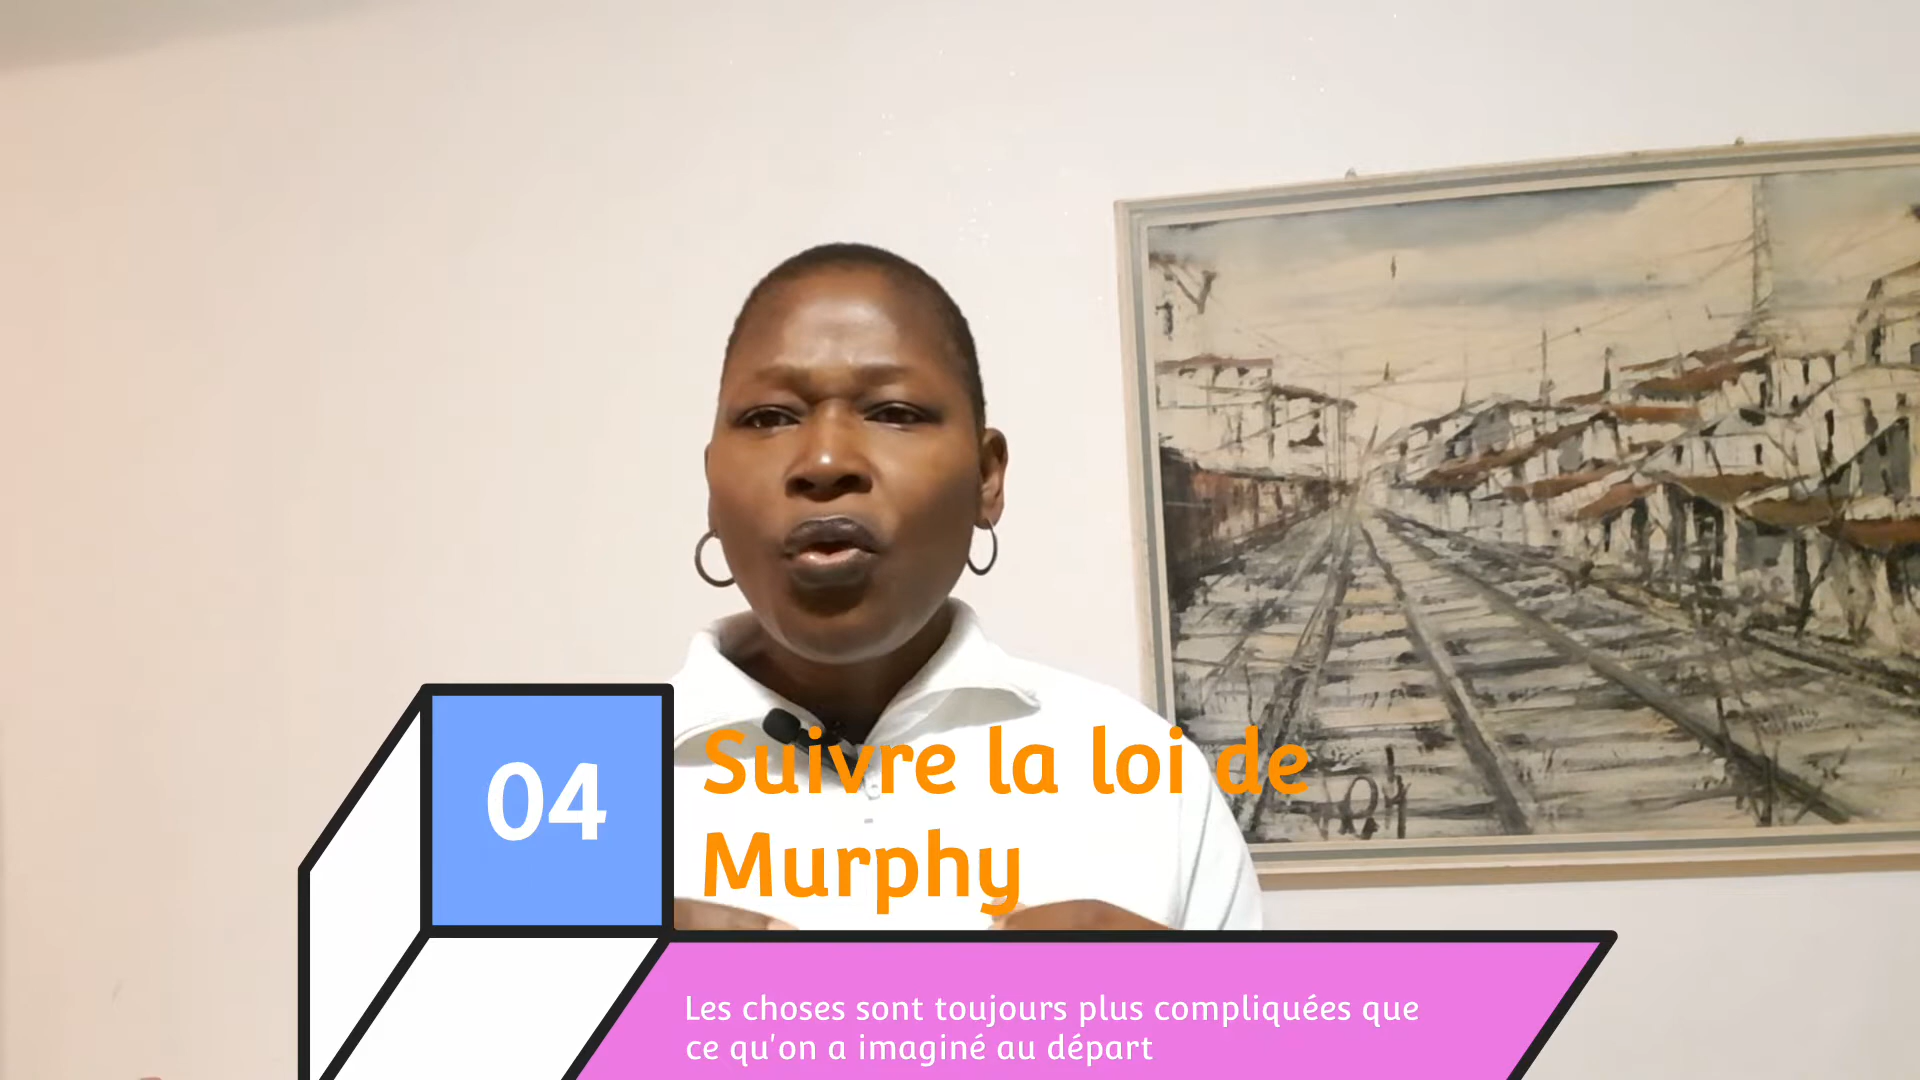 04
Suivre la loi de
Murphy
Les choses sont toujours plus compliquées que
ce qu'on a imaginé au départ